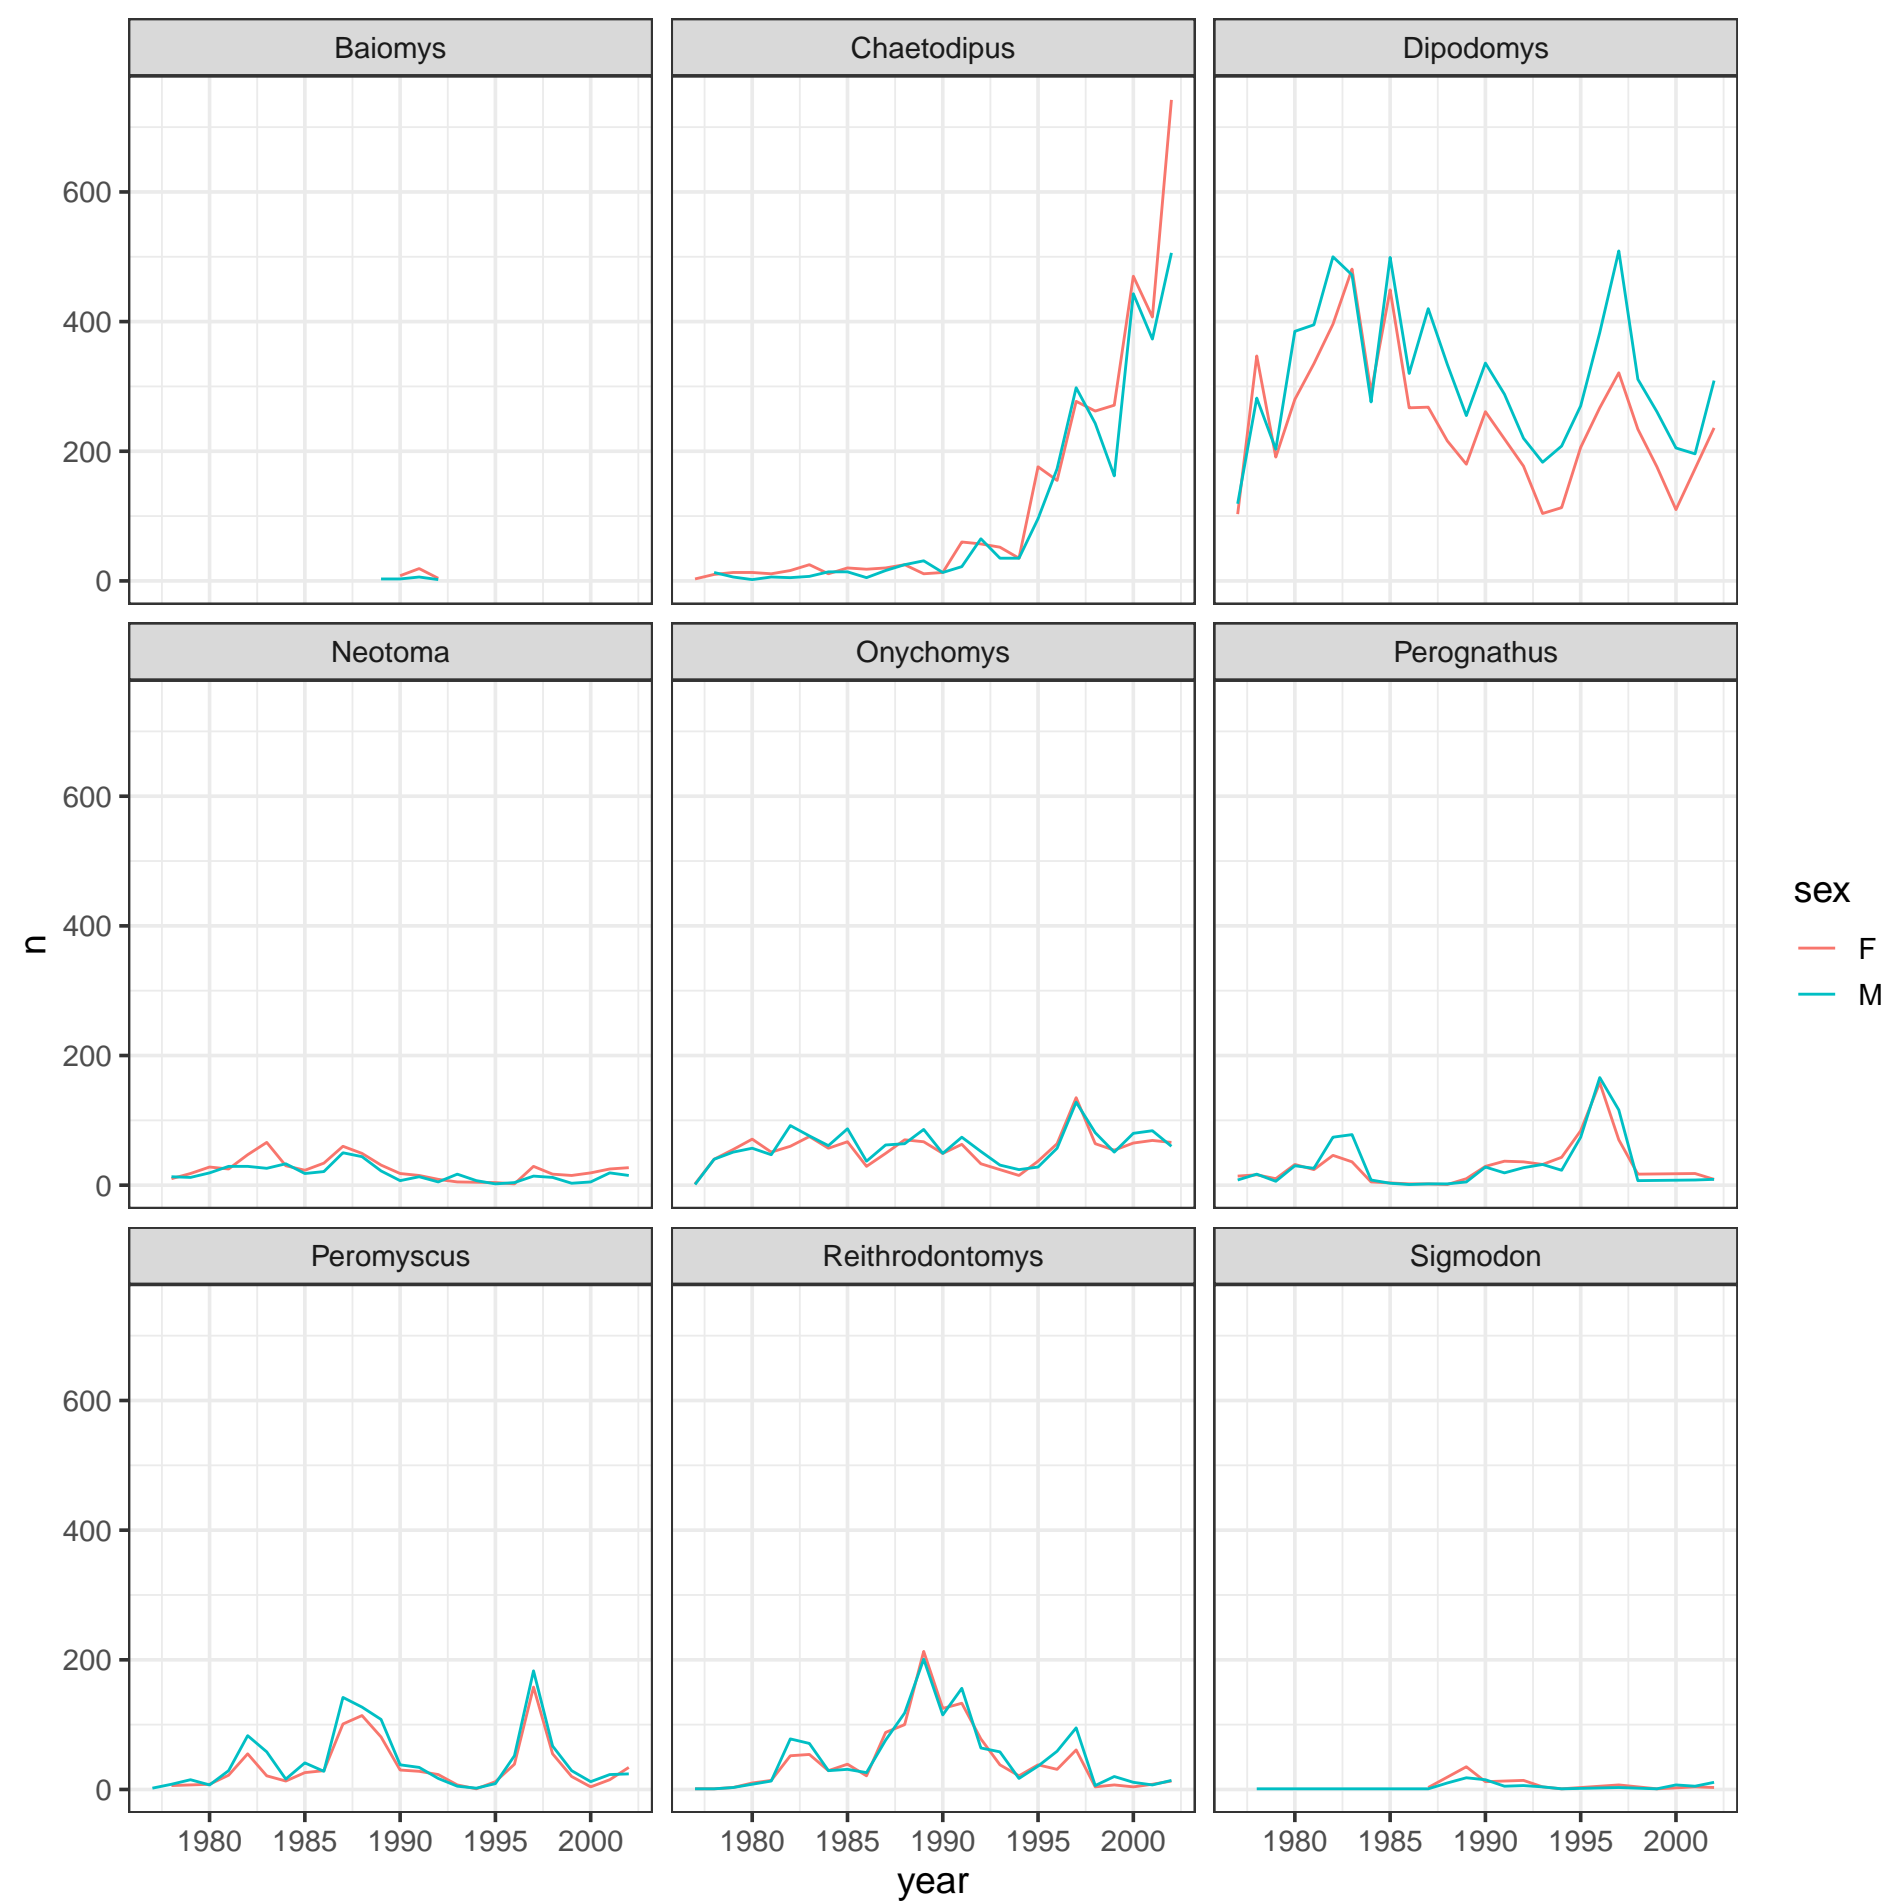 Baiomys Chaetodipus Dipodomys
600
400
200
0
Neotoma Onychomys Perognathus
600
400
200
0
n
sex
F
M
Peromyscus Reithrodontomys Sigmodon
600
400
200
0
1980 1985 1990 1995 2000 1980 1985 1990 1995 2000 1980 1985 1990 1995 2000
year